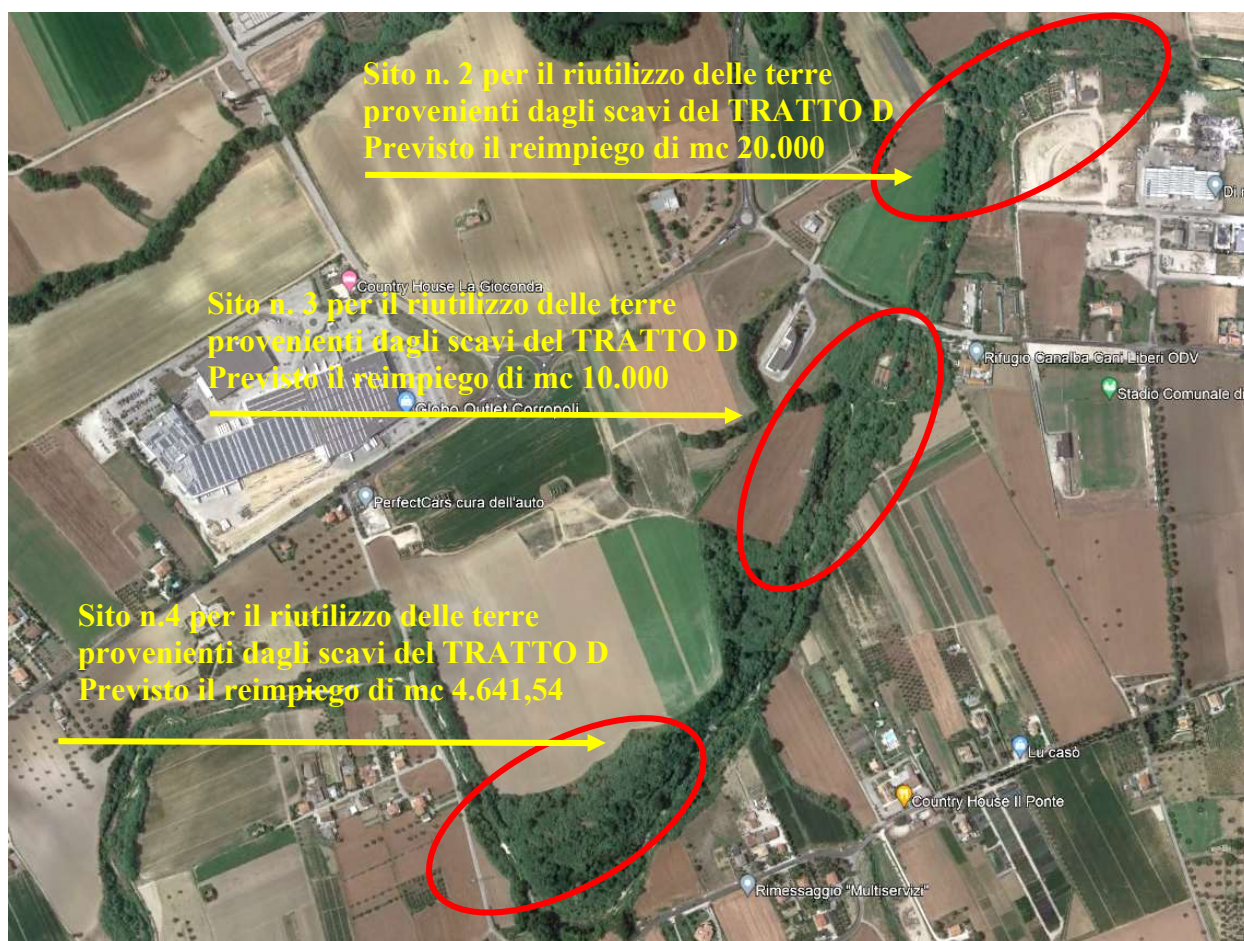 Sito n. 2 per il riutilizzo delle terre
provenienti dagli scavi del TRATTO D
Previsto il reimpiego di mc 20.000
Di
Country House La Gioconda
Sito n. 3 per il riutilizzo delle terre
provenienti dagli scavi del TRATTO D
Previsto il reimpiego di mc 10.000
Rifugio Canalba Cani Liberi ODV
Stadio Comunale di
Globo Outlet Corropoli
PerfectCars cura dell'auto
Sito n.4 per il riutilizzo delle terre
provenienti dagli scavi del TRATTO D
Previsto il reimpiego di mc 4.641,54
Lu casò
Country House Il Ponte
Rimessaggio "Multiservizi"